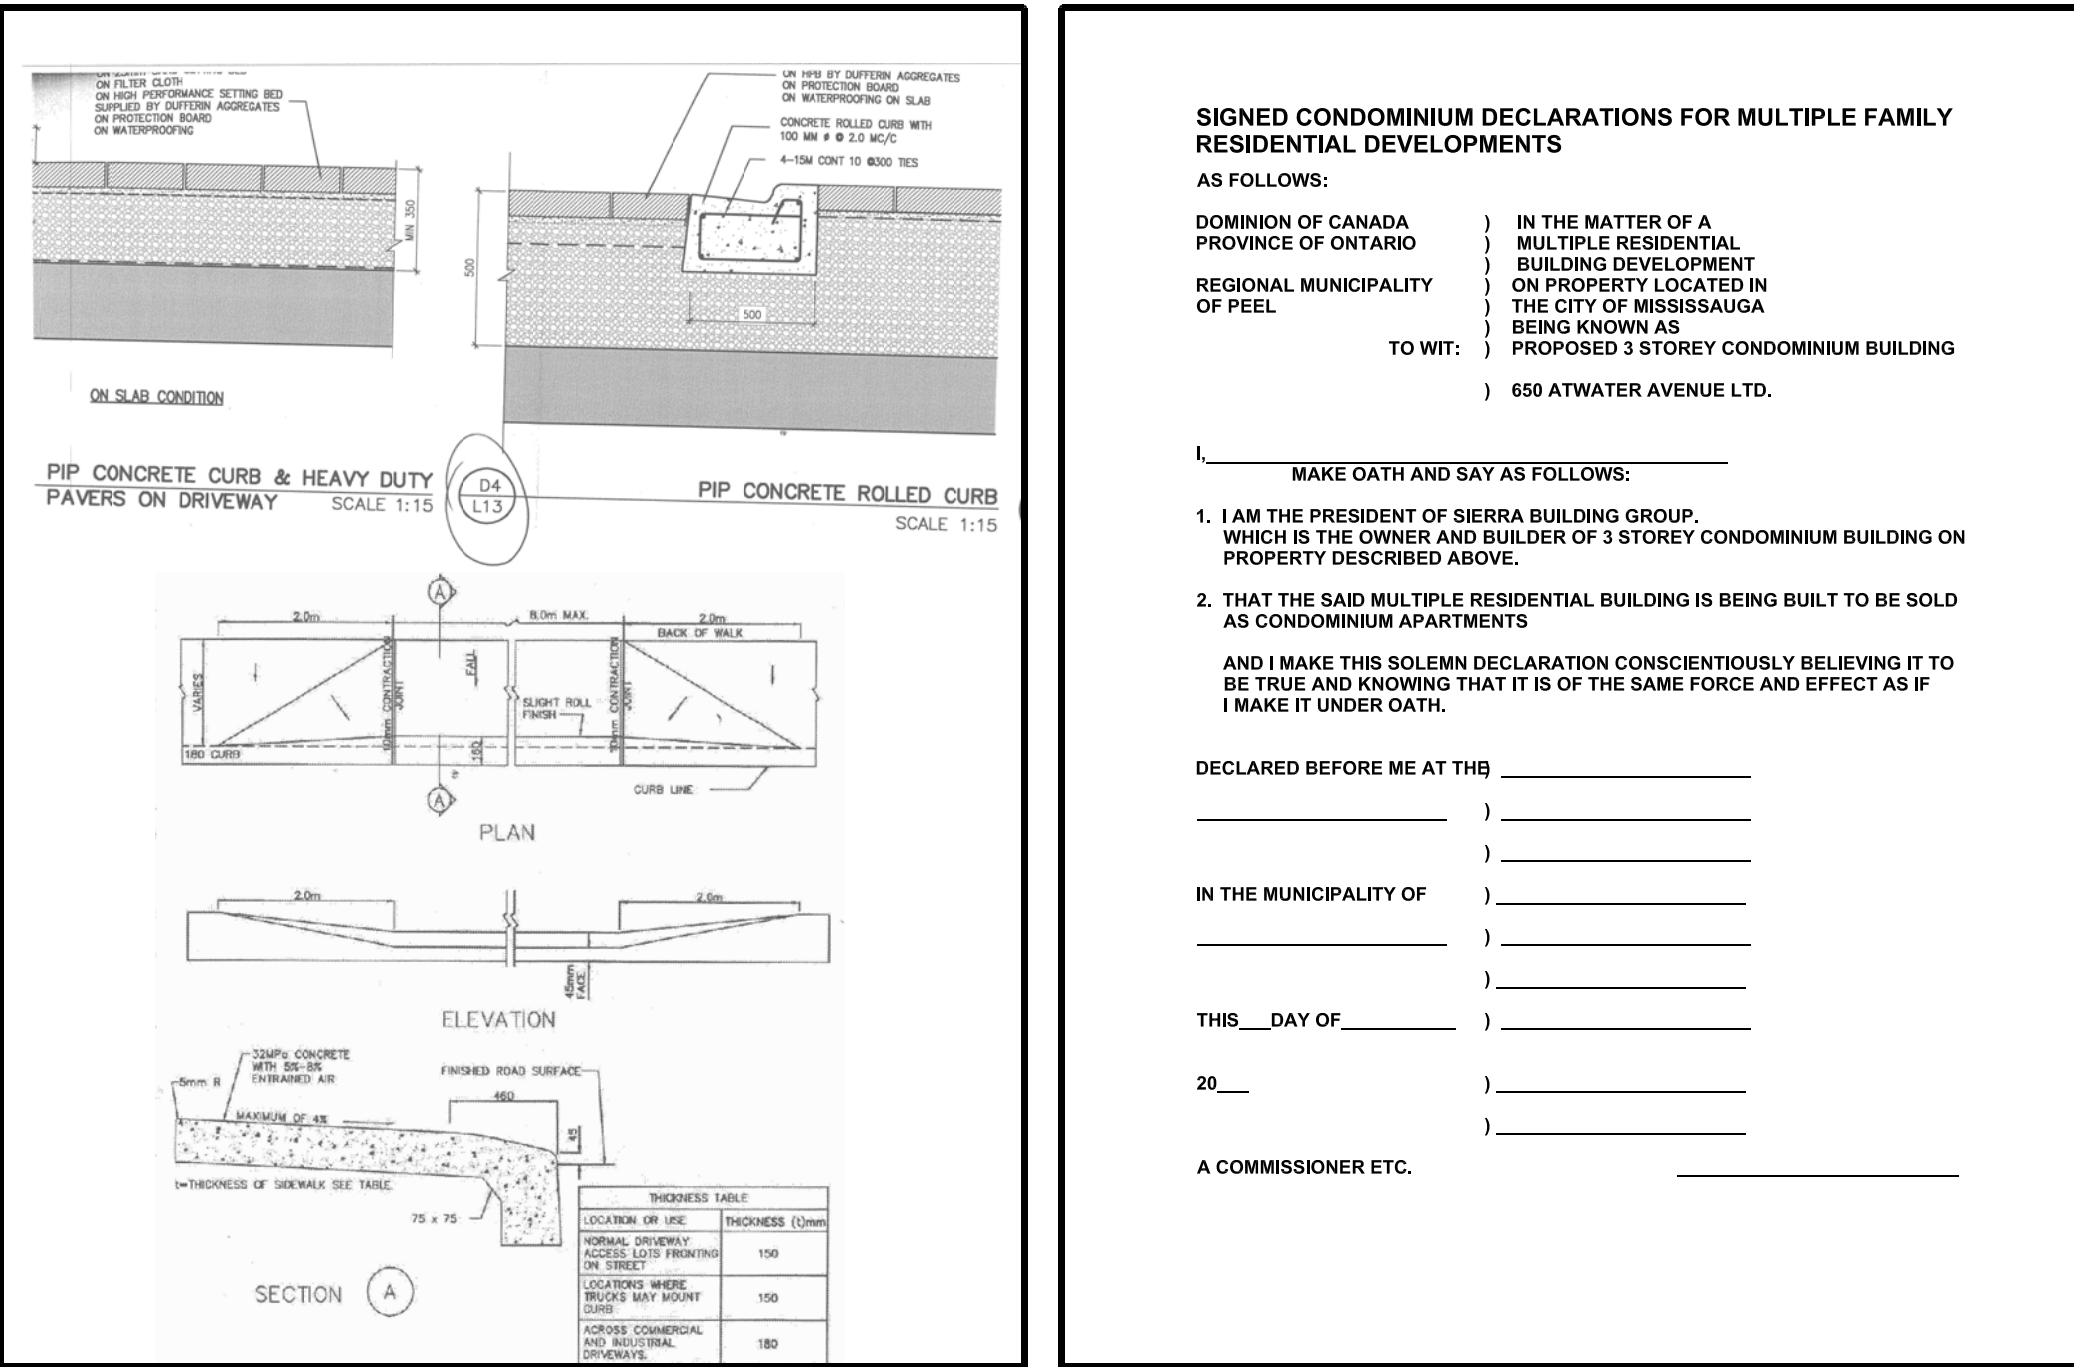 ON FILTER CLOTH
ON HIGH PERFORMANCE SETTING BED
SUPPLIED BY DUFFERIN AGGREGATES
ON PROTECTION BOARD
ON WATERPROOFING
MIN 350
ON SLAB CONDITION
ON HPB BY DUFFERIN AGGREGATES
ON PROTECTION BOARD
ON WATERPROOFING ON SLAB
CONCRETE ROLLED CURB WITH
100 MM ø @ 2.0 MC/C
4-15M CONT 10 @300 TIES
500
500
PIP CONCRETE CURB & HEAVY DUTY
PAVERS ON DRIVEWAY SCALE 1:15
D4
L13
PIP CONCRETE ROLLED CURB
SCALE 1:15
A
2.0m
8.0m MAX.
2.0m
BACK OF WALK
VARIES
10mm CONTRACTION
JOINT
FALL
SLIGHT ROLL
FINISH
10mm CONTRACTION
JOINT
180 CURB
180
CURB LINE
A
PLAN
2.0m
2.0m
45mm
FACE
ELEVATION
32MPa CONCRETE
WITH 5%-8%
ENTRAINED AIR
5mm R
MAXIMUM OF 4%
FINISHED ROAD SURFACE
460
45
t=THICKNESS OF SIDEWALK SEE TABLE
75 x 75
SECTION A
THICKNESS TABLE
LOCATION OR USE THICKNESS (t)mm
NORMAL DRIVEWAY
ACCESS LOTS FRONTING
ON STREET
150
LOCATIONS WHERE
TRUCKS MAY MOUNT
CURB
150
ACROSS COMMERCIAL
AND INDUSTRIAL
DRIVEWAYS.
180
SIGNED CONDOMINIUM DECLARATIONS FOR MULTIPLE FAMILY
RESIDENTIAL DEVELOPMENTS
AS FOLLOWS:
DOMINION OF CANADA ) IN THE MATTER OF A
PROVINCE OF ONTARIO ) MULTIPLE RESIDENTIAL
) BUILDING DEVELOPMENT
REGIONAL MUNICIPALITY ) ON PROPERTY LOCATED IN
OF PEEL ) THE CITY OF MISSISSAUGA
) BEING KNOWN AS
TO WIT: ) PROPOSED 3 STOREY CONDOMINIUM BUILDING
) 650 ATWATER AVENUE LTD.
I,
MAKE OATH AND SAY AS FOLLOWS:
1. I AM THE PRESIDENT OF SIERRA BUILDING GROUP.
WHICH IS THE OWNER AND BUILDER OF 3 STOREY CONDOMINIUM BUILDING ON
PROPERTY DESCRIBED ABOVE.
2. THAT THE SAID MULTIPLE RESIDENTIAL BUILDING IS BEING BUILT TO BE SOLD
AS CONDOMINIUM APARTMENTS
AND I MAKE THIS SOLEMN DECLARATION CONSCIENTIOUSLY BELIEVING IT TO
BE TRUE AND KNOWING THAT IT IS OF THE SAME FORCE AND EFFECT AS IF
I MAKE IT UNDER OATH.
DECLARED BEFORE ME AT THE )
)
)
IN THE MUNICIPALITY OF )
)
)
THIS___DAY OF___________ )
20___ )
)
A COMMISSIONER ETC.